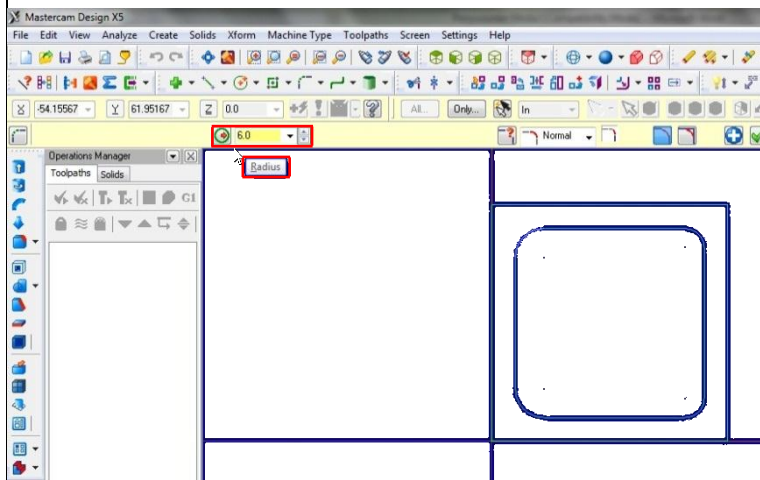 Mastercam Design X5
File Edit View Analyze Create Solids Xform Machine Type Toolpaths Screen Settings Help
X -54.15567 Y 61.95167 Z 0.0 All... Only... In
6.0 Normal
Radius
Operations Manager
Toolpaths Solids
G1